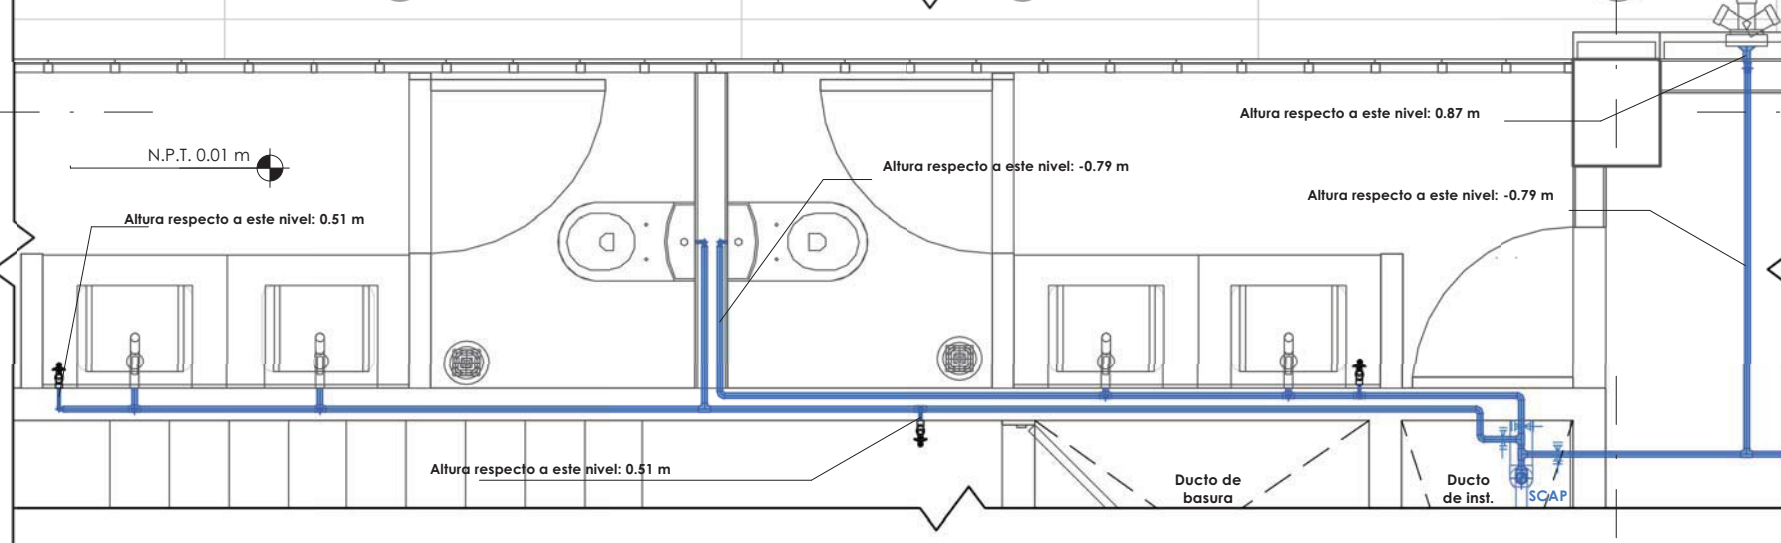 Altura respecto a este nivel: 0.87 m
N.P.T. 0.01 m
Altura respecto a este nivel: -0.79 m
Altura respecto a este nivel: -0.79 m
Altura respecto a este nivel: 0.51 m
Altura respecto a este nivel: 0.51 m
Ducto de
basura
Ducto
de inst.
SCAP